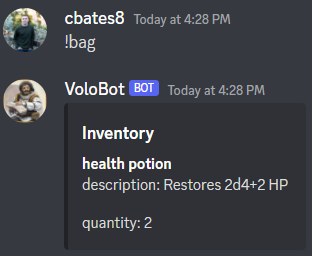 cbates8 Today at 4:28 PM
!bag
VoloBot BOT Today at 4:28 PM
Inventory
health potion
description: Restores 2d4+2 HP
quantity: 2